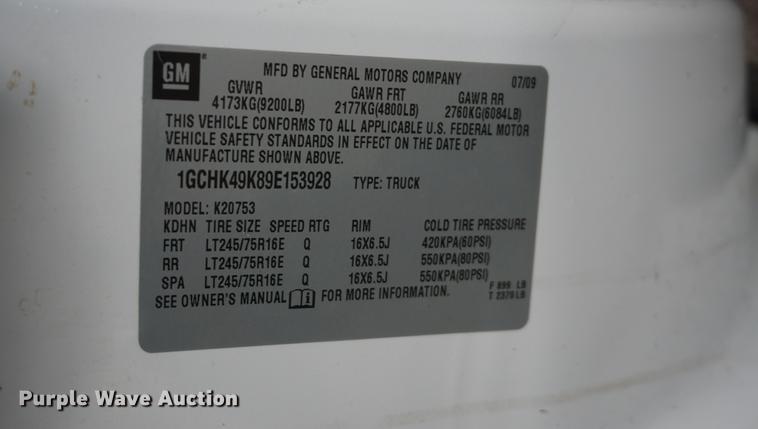 GM ®
MFD BY GENERAL MOTORS COMPANY 07/09
GVWR GAWR FRT GAWR RR
4173KG(9200LB) 2177KG(4800LB) 2760KG(6084LB)
THIS VEHICLE CONFORMS TO ALL APPLICABLE U.S. FEDERAL MOTOR
VEHICLE SAFETY STANDARDS IN EFFECT ON THE DATE OF
MANUFACTURE SHOWN ABOVE.
1GCHK49K89E153928 TYPE: TRUCK
MODEL: K20753
KDHN TIRE SIZE SPEED RTG RIM COLD TIRE PRESSURE
FRT LT245/75R16E Q 16X6.5J 420KPA(60PSI)
RR LT245/75R16E Q 16X6.5J 550KPA(80PSI)
SPA LT245/75R16E Q 16X6.5J 550KPA(80PSI)
SEE OWNER'S MANUAL i FOR MORE INFORMATION.
F 899 LB
T 2379 LB
Purple Wave Auction